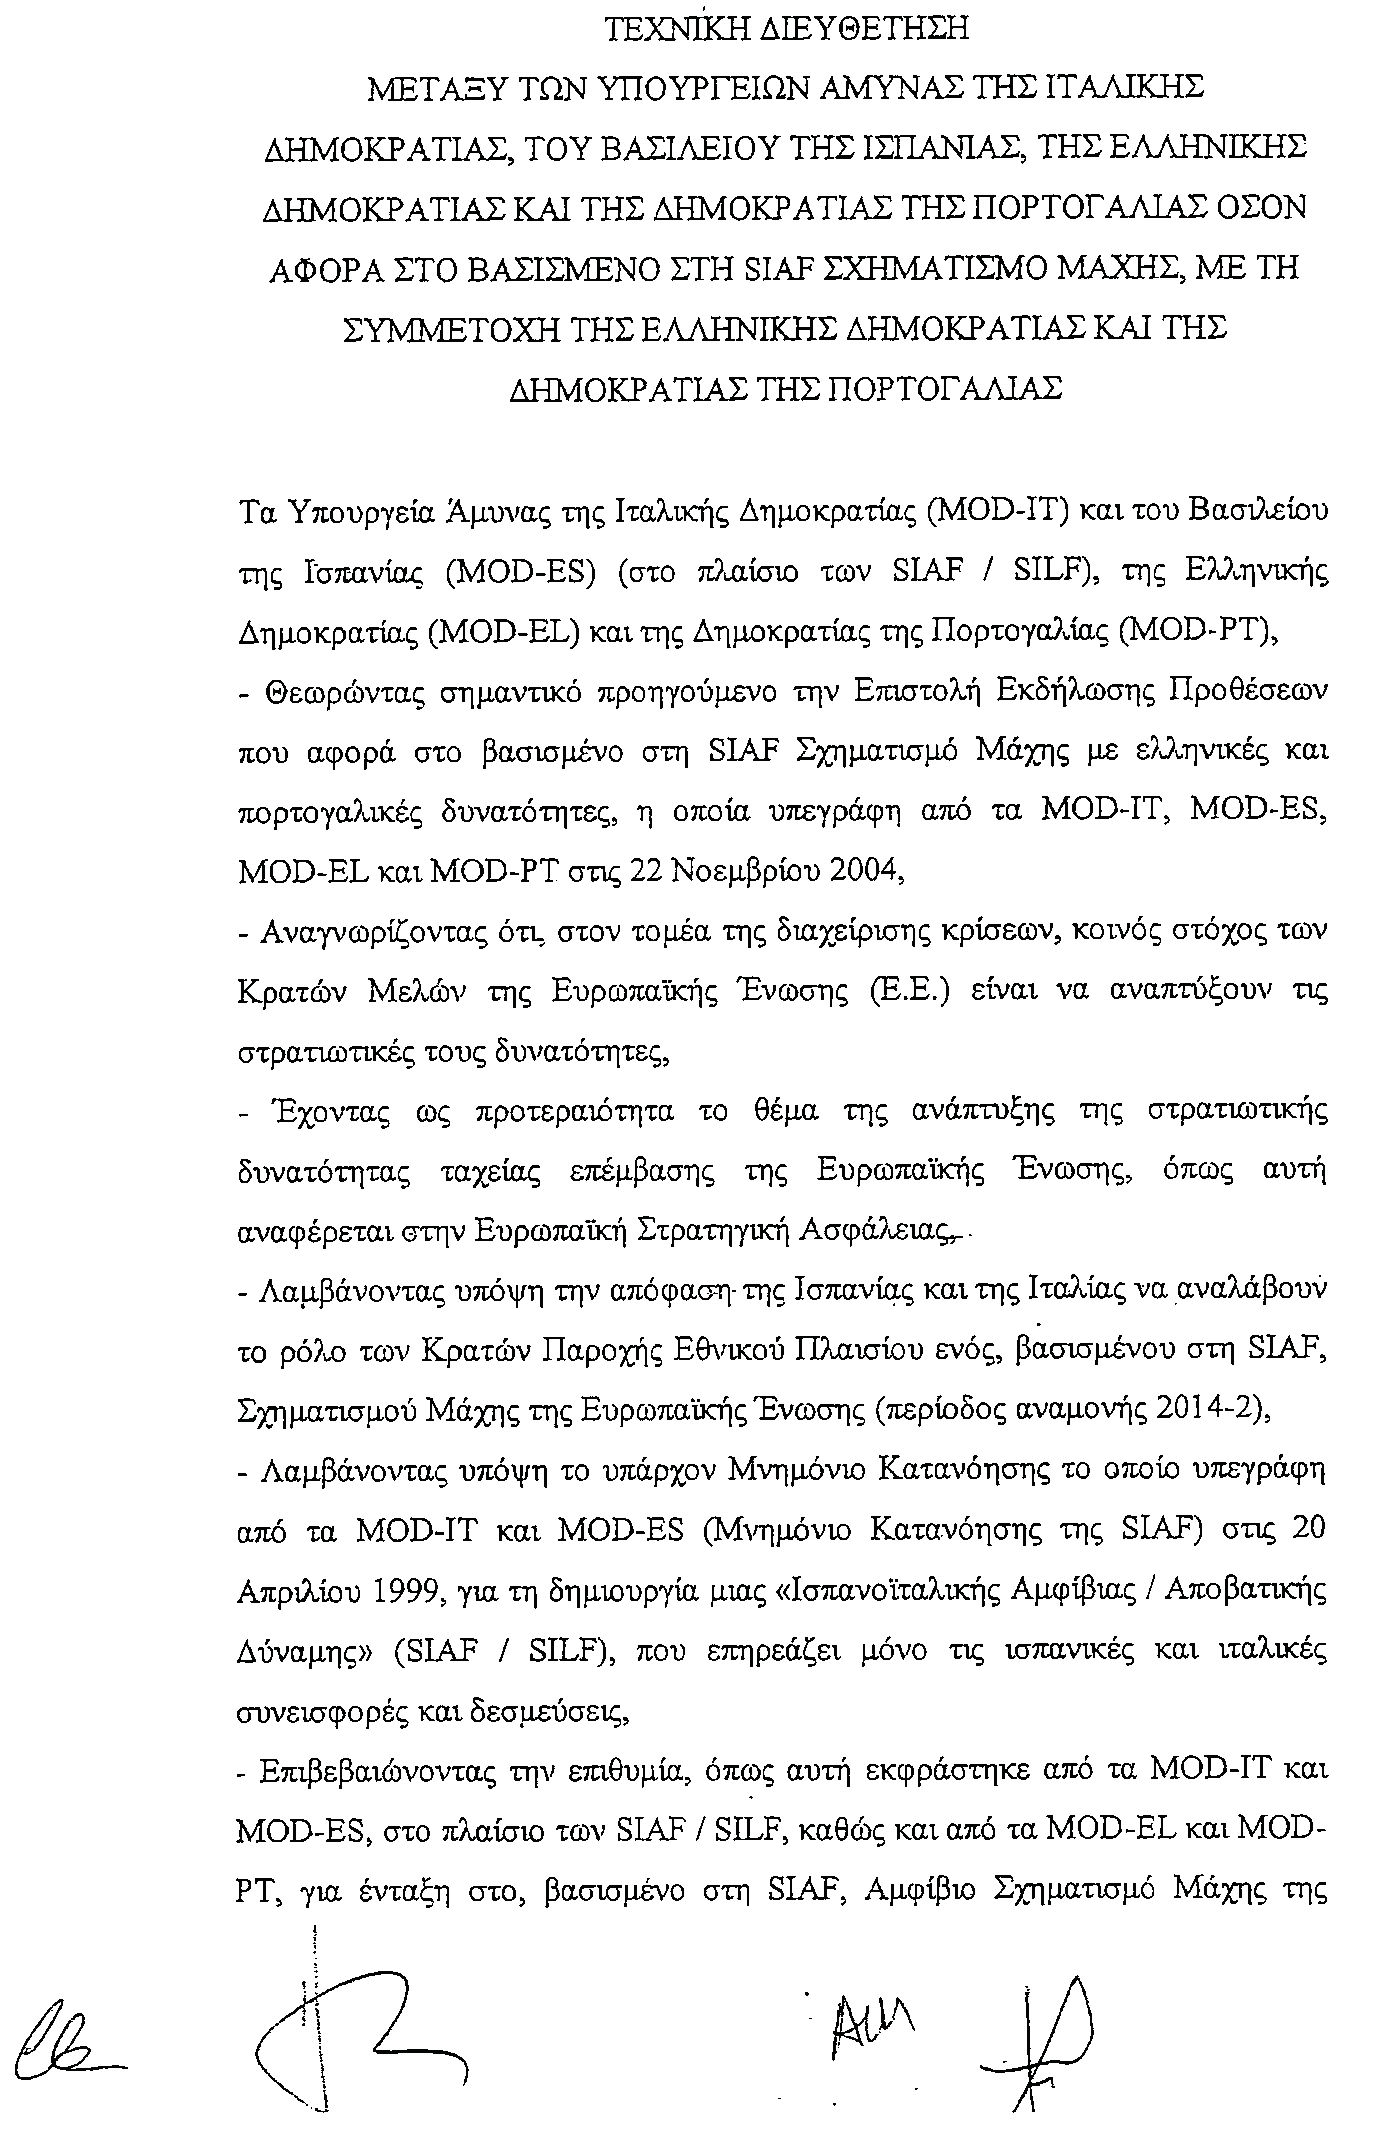 ΤΕΧΝΙΚΗ ΔΙΕΥΘΕΤΗΣΗ
ΜΕΤΑΞΥ ΤΩΝ ΥΠΟΥΡΓΕΙΩΝ ΑΜΥΝΑΣ ΤΗΣ ΙΤΑΛΙΚΗΣ
ΔΗΜΟΚΡΑΤΙΑΣ, ΤΟΥ ΒΑΣΙΛΕΙΟΥ ΤΗΣ ΙΣΠΑΝΙΑΣ, ΤΗΣ ΕΛΛΗΝΙΚΗΣ
ΔΗΜΟΚΡΑΤΙΑΣ ΚΑΙ ΤΗΣ ΔΗΜΟΚΡΑΤΙΑΣ ΤΗΣ ΠΟΡΤΟΓΑΛΙΑΣ ΟΣΟΝ
ΑΦΟΡΑ ΣΤΟ ΒΑΣΙΣΜΕΝΟ ΣΤΗ SIAF ΣΧΗΜΑΤΙΣΜΟ ΜΑΧΗΣ, ΜΕ ΤΗ
ΣΥΜΜΕΤΟΧΗ ΤΗΣ ΕΛΛΗΝΙΚΗΣ ΔΗΜΟΚΡΑΤΙΑΣ ΚΑΙ ΤΗΣ
ΔΗΜΟΚΡΑΤΙΑΣ ΤΗΣ ΠΟΡΤΟΓΑΛΙΑΣ
Τα Υπουργεία Άμυνας της Ιταλικής Δημοκρατίας (MOD-IT) και του Βασιλείου
της Ισπανίας (MOD-ES) (στο πλαίσιο των SIAF / SILF), της Ελληνικής
Δημοκρατίας (MOD-EL) και της Δημοκρατίας της Πορτογαλίας (MOD-PT),
- Θεωρώντας σημαντικό προηγούμενο την Επιστολή Εκδήλωσης Προθέσεων
που αφορά στο βασισμένο στη SIAF Σχηματισμό Μάχης με ελληνικές και
πορτογαλικές δυνατότητες, η οποία υπεγράφη από τα MOD-IT, MOD-ES,
MOD-EL και MOD-PT στις 22 Νοεμβρίου 2004,
- Αναγνωρίζοντας ότι, στον τομέα της διαχείρισης κρίσεων, κοινός στόχος των
Κρατών Μελών της Ευρωπαϊκής Ένωσης (Ε.Ε.) είναι να αναπτύξουν τις
στρατιωτικές τους δυνατότητες,
- Έχοντας ως προτεραιότητα το θέμα της ανάπτυξης της στρατιωτικής
δυνατότητας ταχείας επέμβασης της Ευρωπαϊκής Ένωσης, όπως αυτή
αναφέρεται στην Ευρωπαϊκή Στρατηγική Ασφάλειας,
- Λαμβάνοντας υπόψη την απόφαση της Ισπανίας και της Ιταλίας να αναλάβουν
το ρόλο των Κρατών Παροχής Εθνικού Πλαισίου ενός, βασισμένου στη SIAF,
Σχηματισμού Μάχης της Ευρωπαϊκής Ένωσης (περίοδος αναμονής 2014-2),
- Λαμβάνοντας υπόψη το υπάρχον Μνημόνιο Κατανόησης το οποίο υπεγράφη
από τα MOD-IT και MOD-ES (Μνημόνιο Κατανόησης της SIAF) στις 20
Απριλίου 1999, για τη δημιουργία μιας «Ισπανοϊταλικής Αμφίβιας / Αποβατικής
Δύναμης» (SIAF / SILF), που επηρεάζει μόνο τις ισπανικές και ιταλικές
συνεισφορές και δεσμεύσεις,
- Επιβεβαιώνοντας την επιθυμία, όπως αυτή εκφράστηκε από τα MOD-IT και
MOD-ES, στο πλαίσιο των SIAF / SILF, καθώς και από τα MOD-EL και MOD-
PT, για ένταξη στο, βασισμένο στη SIAF, Αμφίβιο Σχηματισμό Μάχης της